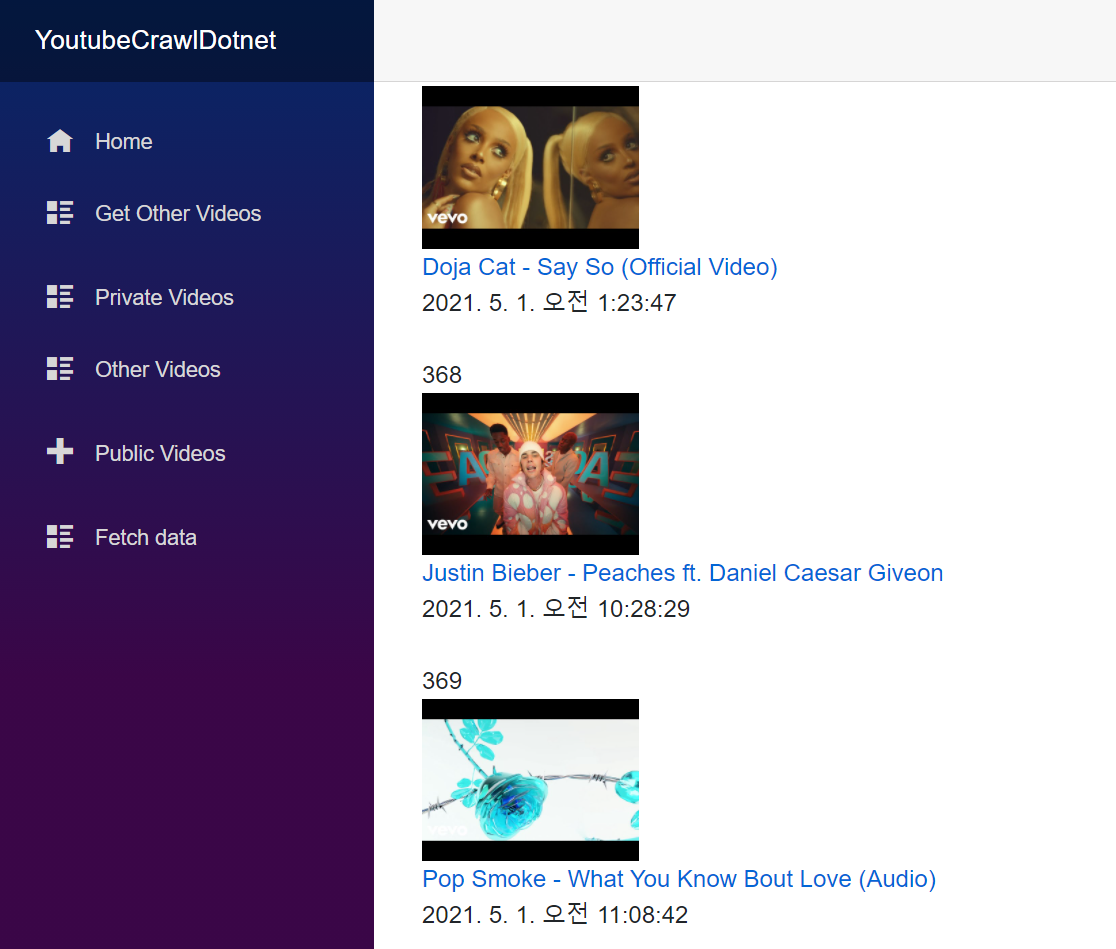 YoutubeCrawlDotnet
Home
Get Other Videos
Private Videos
Other Videos
Public Videos
Fetch data
vevo
Doja Cat - Say So (Official Video)
2021. 5. 1. 오전 1:23:47
368
vevo
Justin Bieber - Peaches ft. Daniel Caesar Giveon
2021. 5. 1. 오전 10:28:29
369
vevo
Pop Smoke - What You Know Bout Love (Audio)
2021. 5. 1. 오전 11:08:42